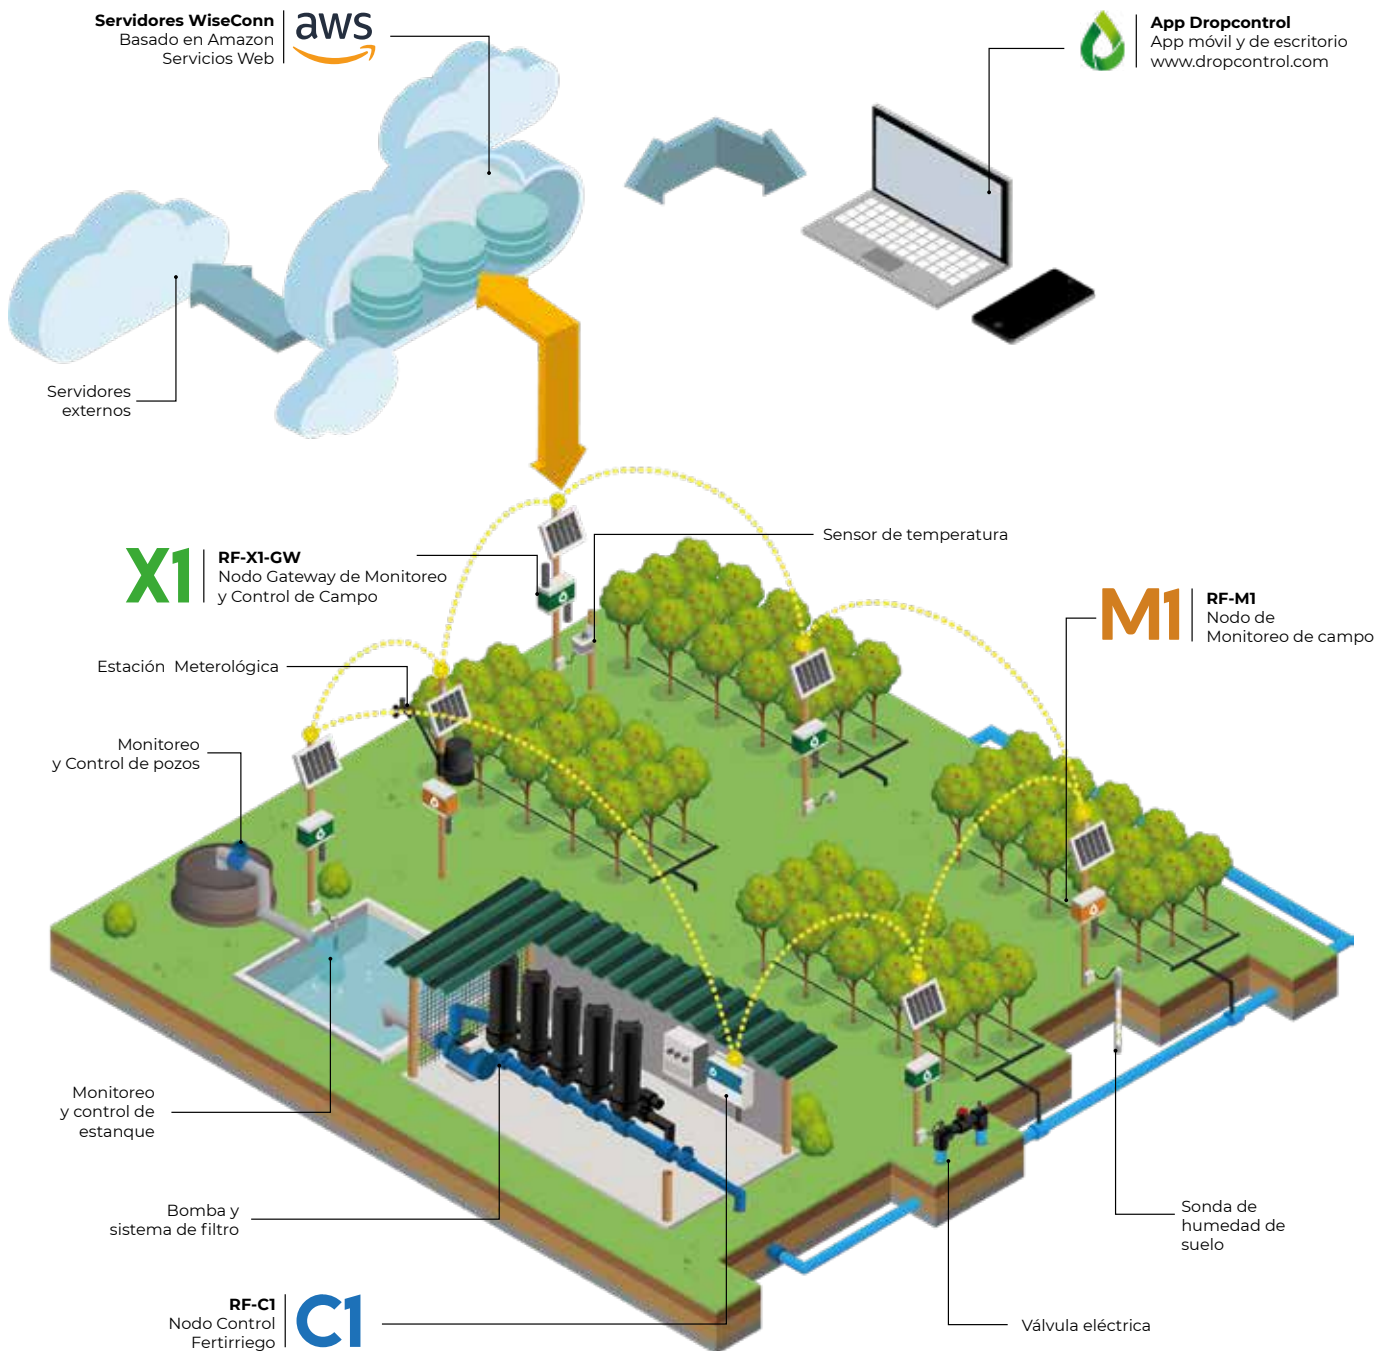 Servidores WiseConn
Basado en Amazon
Servicios Web
aws
App Dropcontrol
App móvil y de escritorio
www.dropcontrol.com
Servidores
externos
Sensor de temperatura
X1
RF-X1-GW
Nodo Gateway de Monitoreo
y Control de Campo
M1
RF-M1
Nodo de
Monitoreo de campo
Estación Meterológica
Monitoreo
y Control de pozos
Monitoreo
y control de
estanque
Bomba y
sistema de filtro
Sonda de
humedad de
suelo
RF-C1
Nodo Control
Fertirriego
C1
Válvula eléctrica